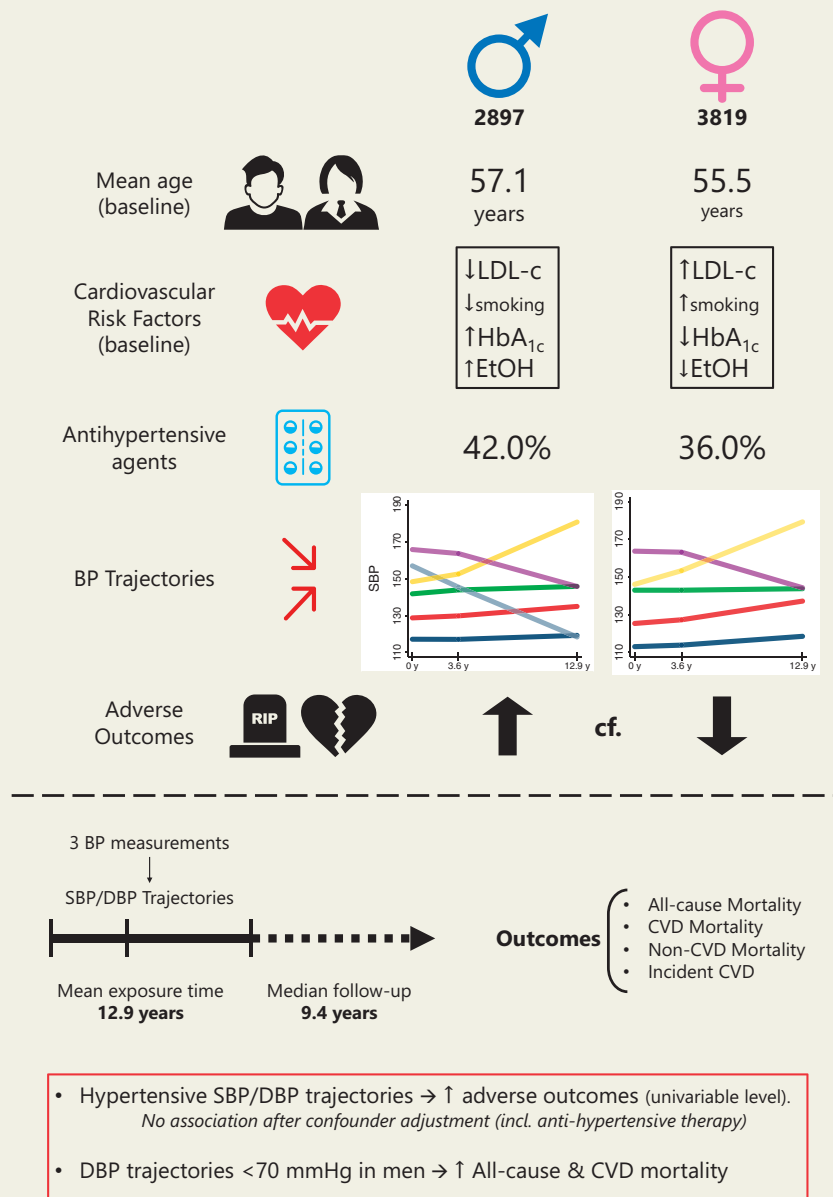 2897
3819
Mean age
(baseline)
57.1
years
55.5
years
Cardiovascular
Risk Factors
(baseline)
↓LDL-c
↓smoking
↑HbA1c
↑EtOH
↑LDL-c
↑smoking
↓HbA1c
↓EtOH
Antihypertensive
agents
42.0%
36.0%
BP Trajectories
SBP
190
170
150
130
110
0 y
3.6 y
12.9 y
190
170
150
130
110
0 y
3.6 y
12.9 y
Adverse
Outcomes
RIP
cf.
3 BP measurements
SBP/DBP Trajectories
Mean exposure time
12.9 years
Median follow-up
9.4 years
Outcomes
• All-cause Mortality
• CVD Mortality
• Non-CVD Mortality
• Incident CVD
• Hypertensive SBP/DBP trajectories → ↑ adverse outcomes (univariable level).
No association after confounder adjustment (incl. anti-hypertensive therapy)
• DBP trajectories <70 mmHg in men → ↑ All-cause & CVD mortality